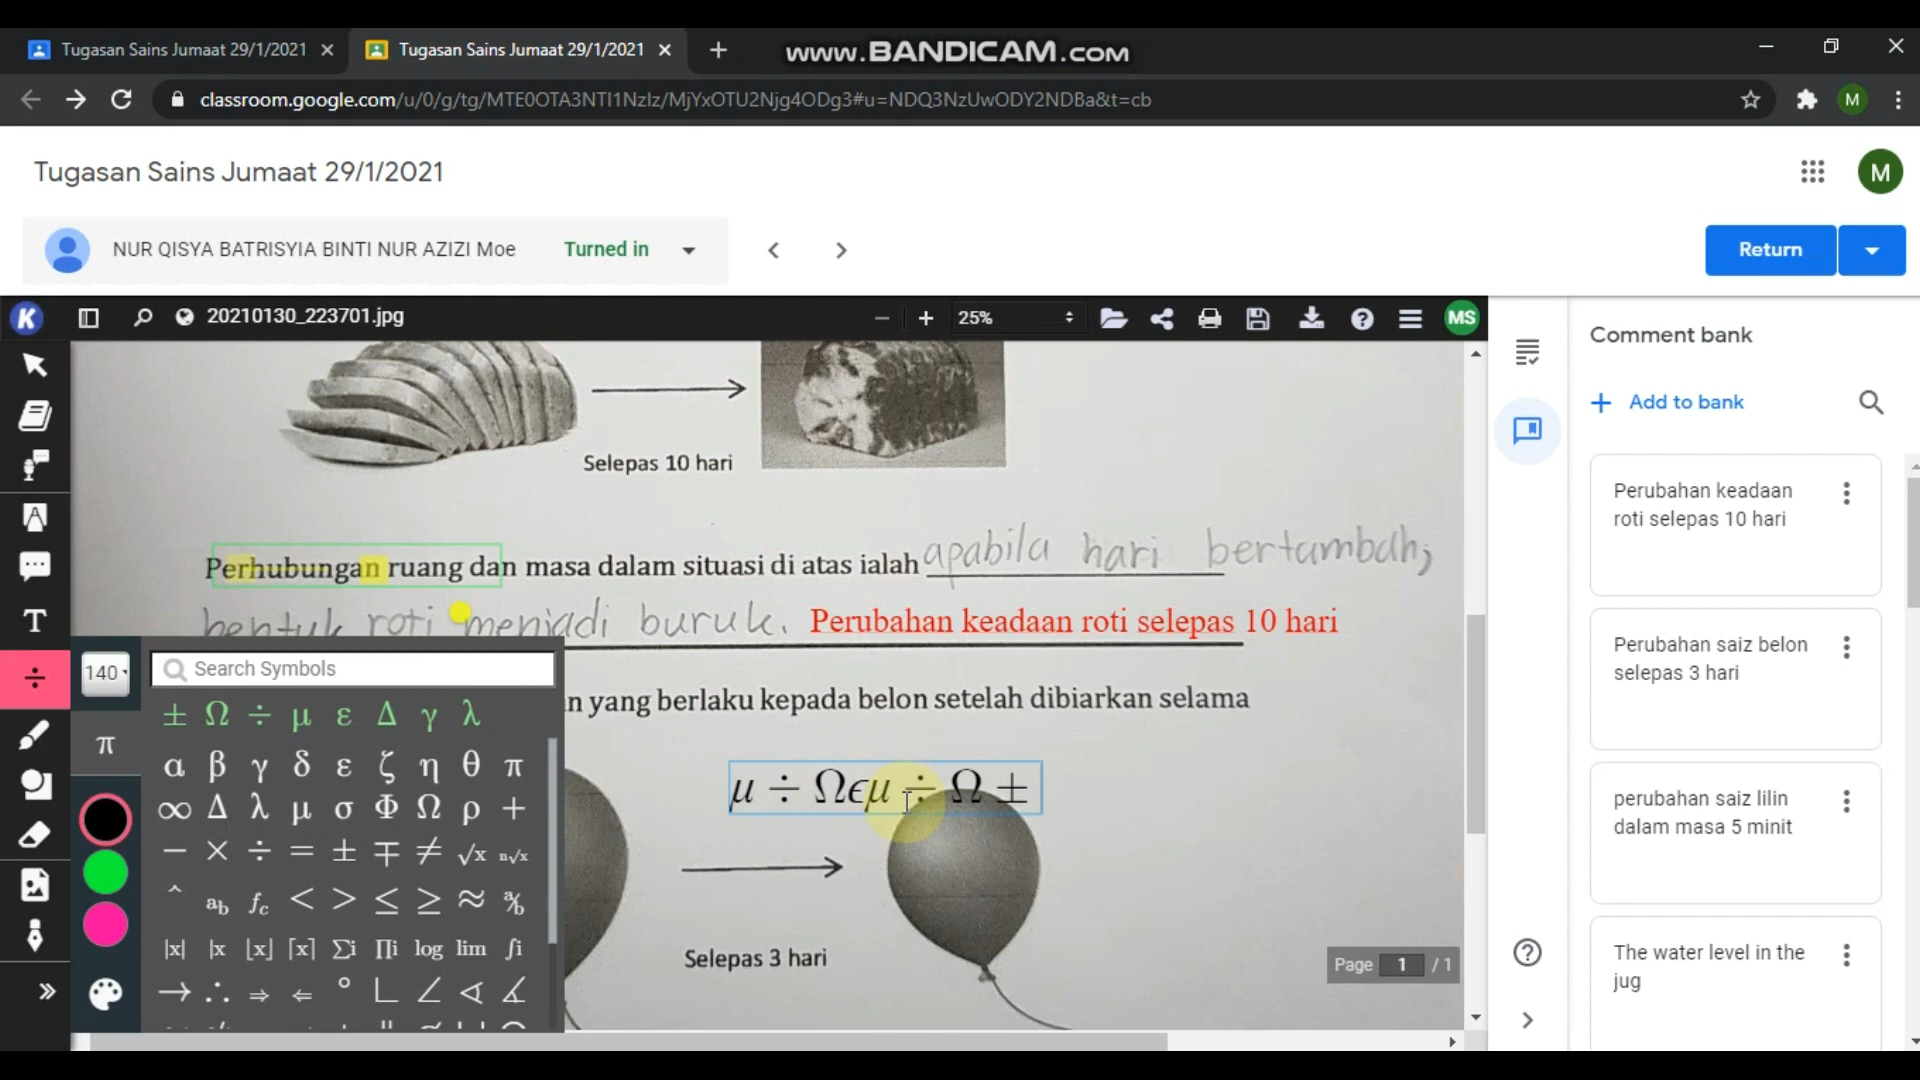 Tugasan Sains Jumaat 29/1/2021
Tugasan Sains Jumaat 29/1/2021
www.BANDICAM.com
classroom.google.com/u/0/g/tg/MTE0OTA3NTI1NzIz/MjYxOTU2Njg4ODg3#u=NDQ3NzUwODY2NDBa&t=cb
M
Tugasan Sains Jumaat 29/1/2021
M
NUR QISYA BATRISYIA BINTI NUR AZIZI Moe
Turned in
Return
K
20210130_223701.jpg
25%
MS
Selepas 10 hari
Perhubungan ruang dan masa dalam situasi di atas ialah apabila hari bertambah,
bentuk roti menjadi buruk. Perubahan keadaan roti selepas 10 hari
n yang berlaku kepada belon setelah dibiarkan selama
μ ÷ Ωϵμ ÷ Ω ±
Selepas 3 hari
Page 1 / 1
T
÷
140
π
Search Symbols
± Ω ÷ μ ε Δ γ λ
α β γ δ ε ζ η θ π
∞ Δ λ μ σ Φ Ω ρ +
− × ÷ = ± ∓ ≠ √x n√x
^ ab fc < > ≤ ≥ ≈ a/b
|x| |x ⌊x⌋ ⌈x⌉ Σi Πi log lim ∫i
→ ∴ ⇒ ⇐ ° ∟ ∠ ∢ ∡
Comment bank
+ Add to bank
Perubahan keadaan
roti selepas 10 hari
Perubahan saiz belon
selepas 3 hari
perubahan saiz lilin
dalam masa 5 minit
The water level in the
jug